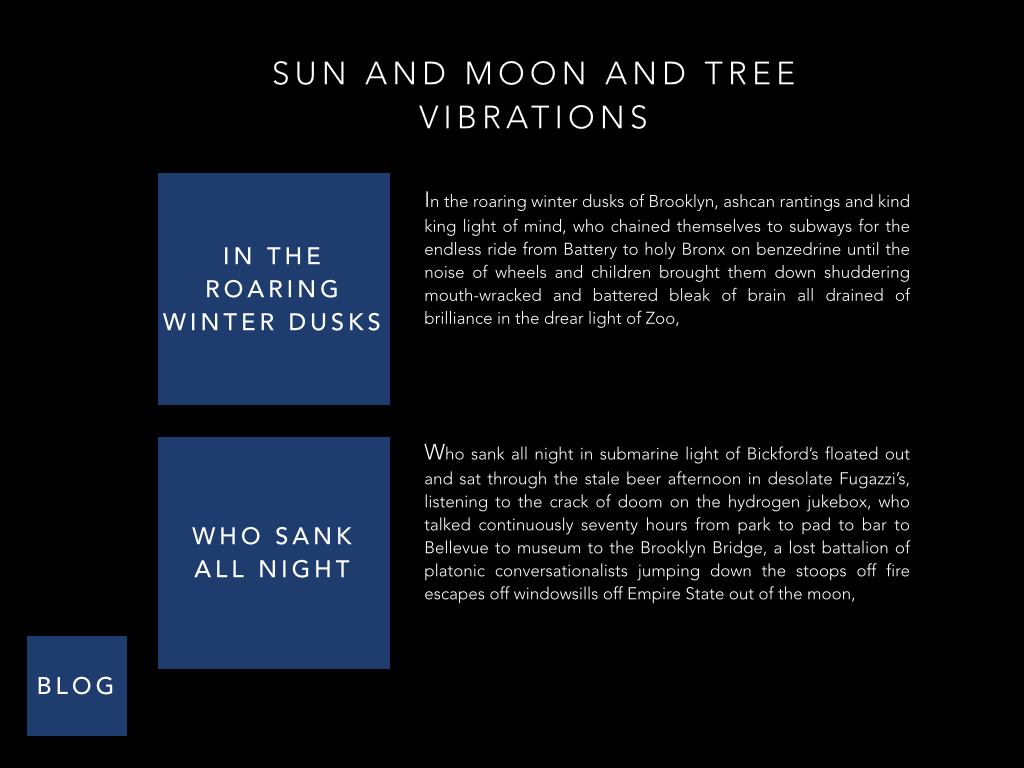 SUN AND MOON AND TREE
VIBRATIONS
IN THE
ROARING
WINTER DUSKS
In the roaring winter dusks of Brooklyn, ashcan rantings and kind
king light of mind, who chained themselves to subways for the
endless ride from Battery to holy Bronx on benzedrine until the
noise of wheels and children brought them down shuddering
mouth-wracked and battered bleak of brain all drained of
brilliance in the drear light of Zoo,
WHO SANK
ALL NIGHT
Who sank all night in submarine light of Bickford’s floated out
and sat through the stale beer afternoon in desolate Fugazzi’s,
listening to the crack of doom on the hydrogen jukebox, who
talked continuously seventy hours from park to pad to bar to
Bellevue to museum to the Brooklyn Bridge, a lost battalion of
platonic conversationalists jumping down the stoops off fire
escapes off windowsills off Empire State out of the moon,
BLOG